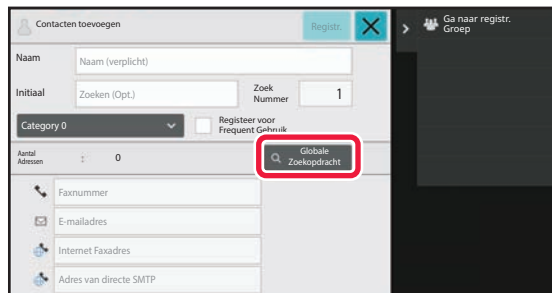 Contacten toevoegen
Registr.
Ga naar registr.
Groep
Naam
Naam (verplicht)
Initiaal
Zoeken (Opt.)
Zoek
Nummer
1
Category 0
Registeer voor
Frequent Gebruik
Aantal
Adressen
:
0
Globale
Zoekopdracht
Faxnummer
E-mailadres
Internet Faxadres
Adres van directe SMTP